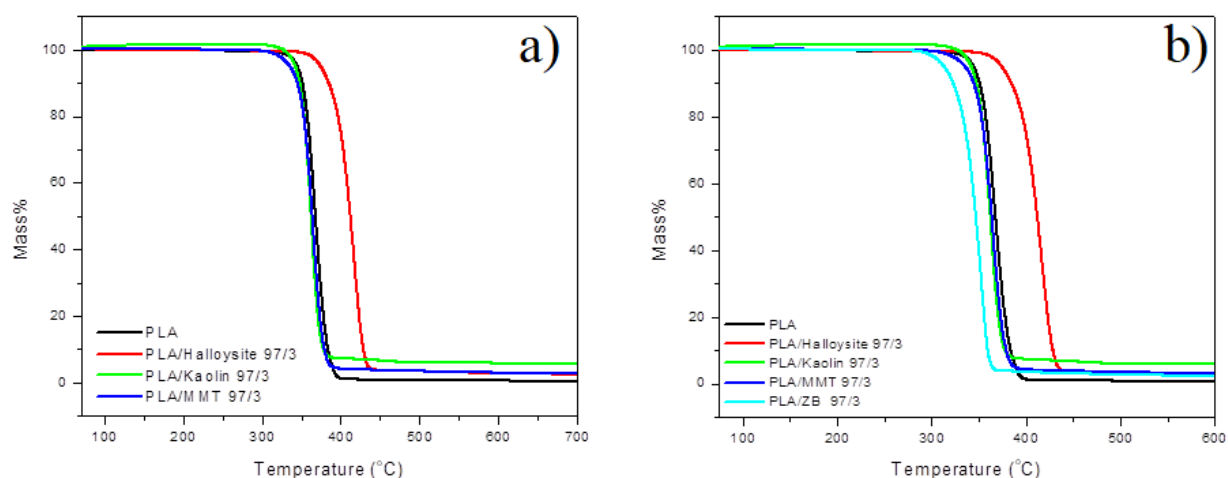 a)
100
80
60
40
20
0
Mass%
PLA
PLA/Halloysite 97/3
PLA/Kaolin 97/3
PLA/MMT 97/3
100 200 300 400 500 600 700
Temperature (°C)
b)
100
80
60
40
20
0
Mass%
PLA
PLA/Halloysite 97/3
PLA/Kaolin 97/3
PLA/MMT 97/3
PLA/ZB 97/3
100 200 300 400 500 600
Temperature (°C)